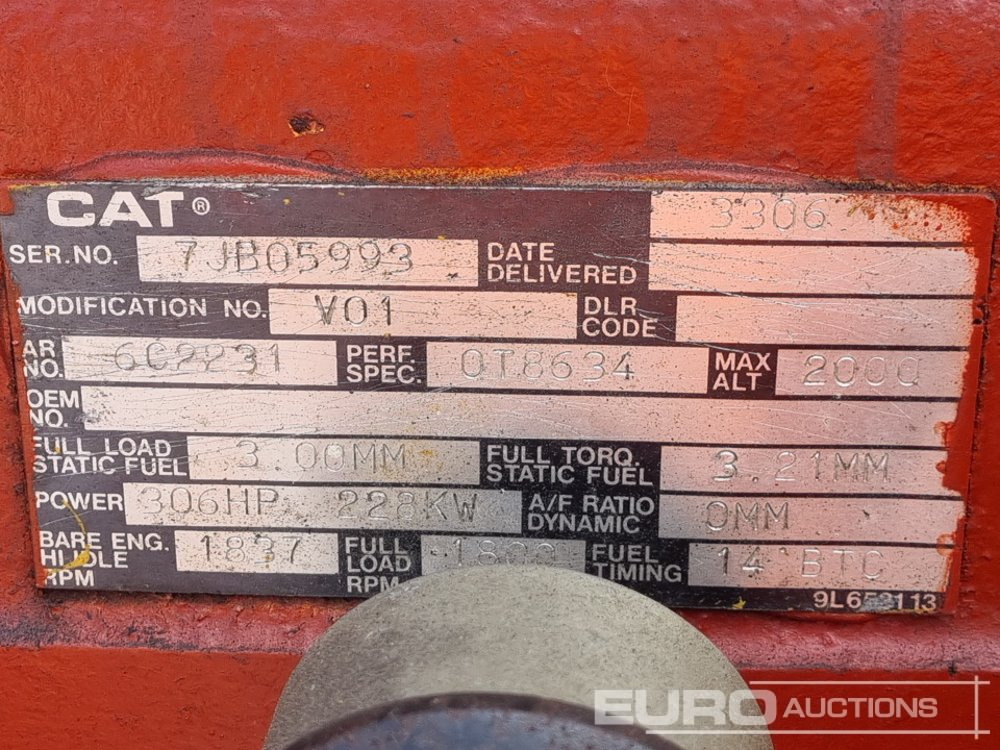 CAT® 3306
SER. NO. 7JB05993 DATE DELIVERED
MODIFICATION NO. V01 DLR CODE
AR NO. 6C2231 PERF. SPEC. 0T8634 MAX ALT 2000
OEM NO.
FULL LOAD STATIC FUEL 3.00MM FULL TORQ. STATIC FUEL 3.21MM
POWER 306HP 228KW A/F RATIO DYNAMIC 0MM
BARE ENG. HI IDLE RPM 1837 FULL LOAD RPM 1800 FUEL TIMING 14° BTC
EURO AUCTIONS